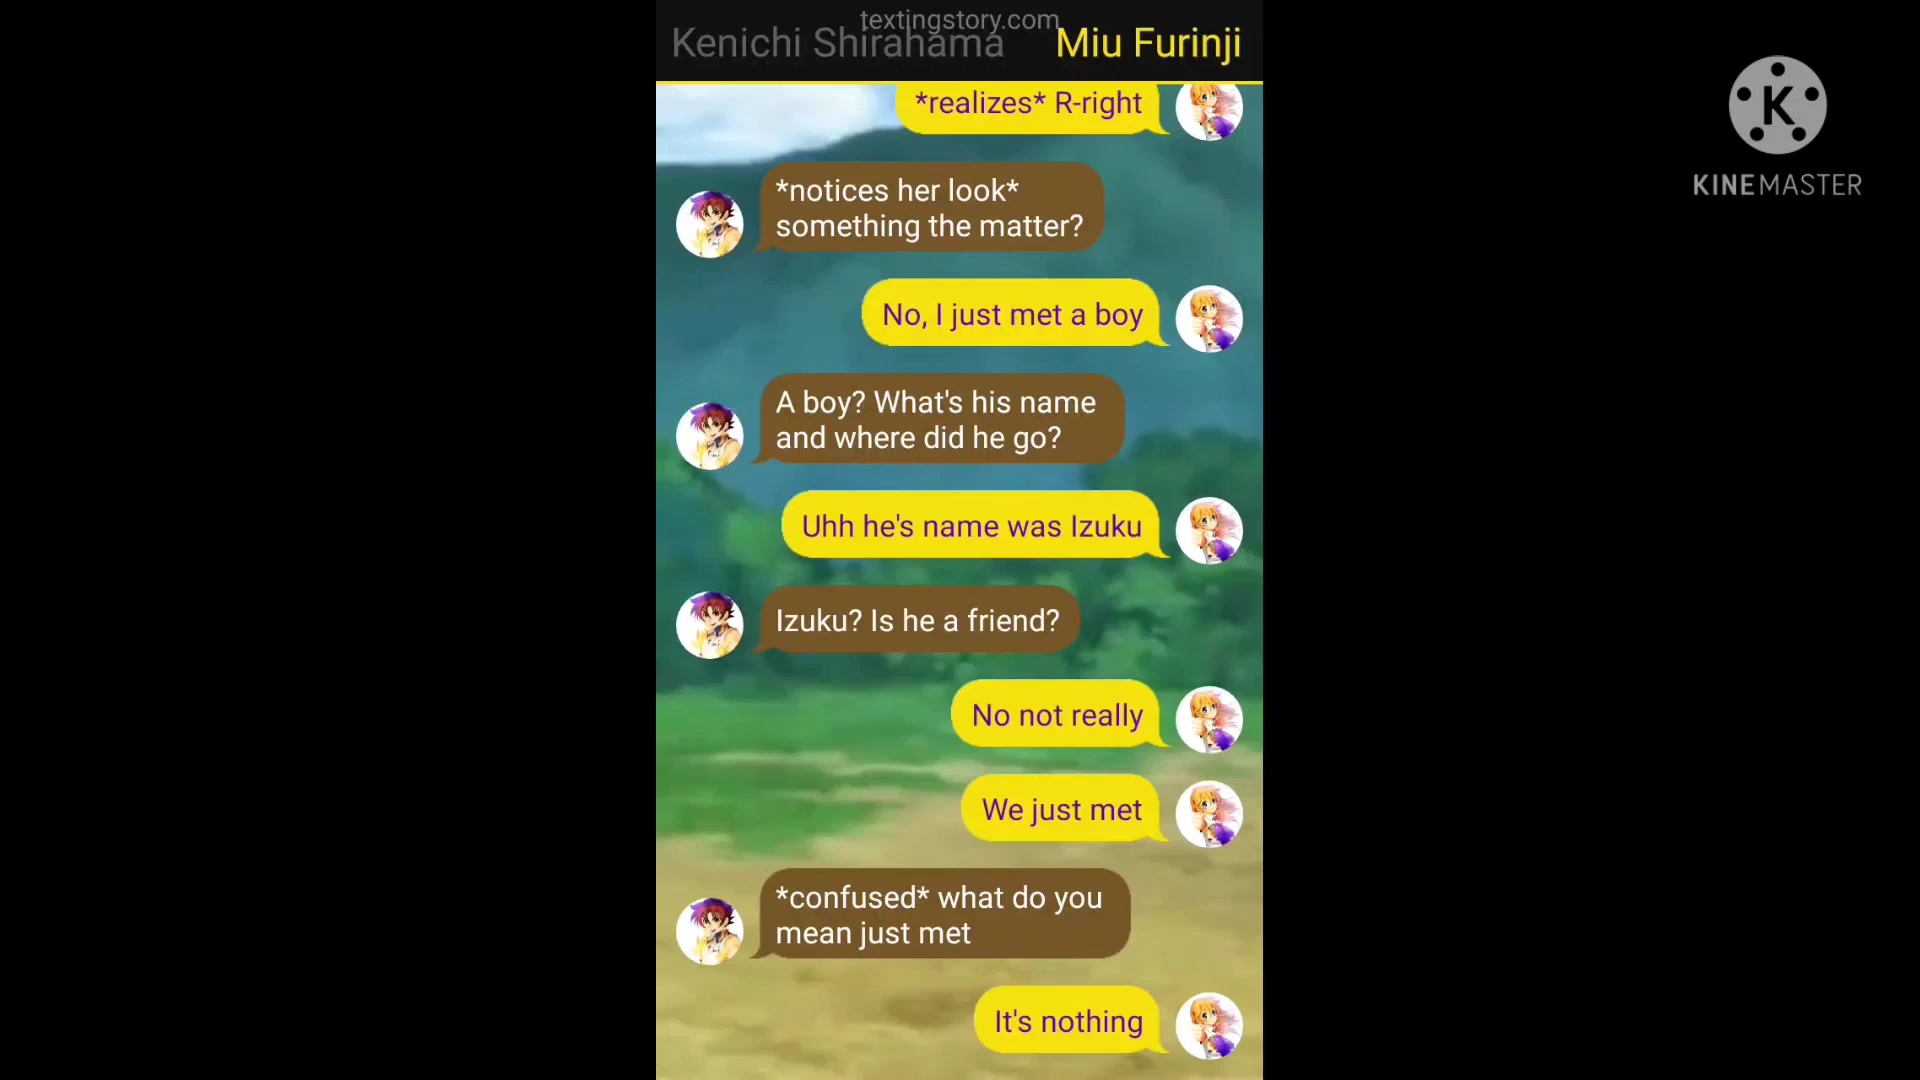 textingstory.com
Kenichi Shirahama
Miu Furinji
*realizes* R-right
*notices her look*
something the matter?
No, I just met a boy
A boy? What's his name
and where did he go?
Uhh he's name was Izuku
Izuku? Is he a friend?
No not really
We just met
*confused* what do you
mean just met
It's nothing
K
KINEMASTER